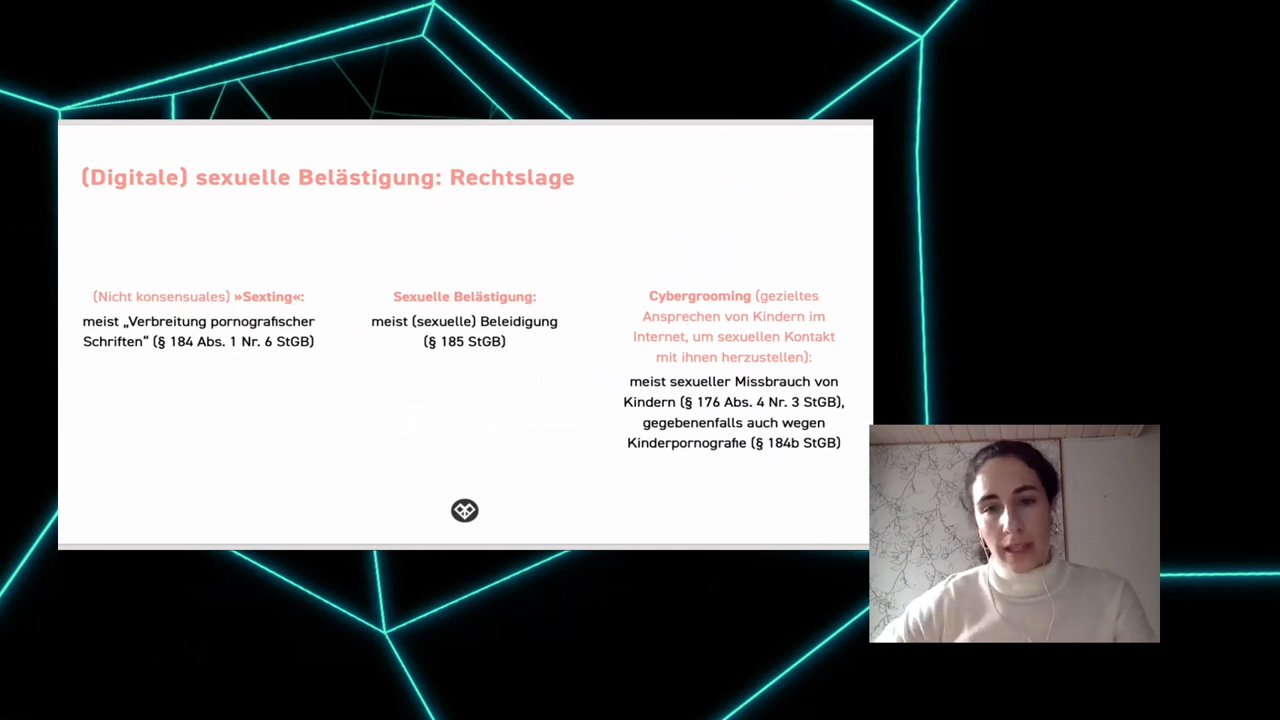 (Digitale) sexuelle Belästigung: Rechtslage
(Nicht konsensuales) »Sexting«:
meist „Verbreitung pornografischer
Schriften“ (§ 184 Abs. 1 Nr. 6 StGB)
Sexuelle Belästigung:
meist (sexuelle) Beleidigung
(§ 185 StGB)
Cybergrooming (gezieltes
Ansprechen von Kindern im
Internet, um sexuellen Kontakt
mit ihnen herzustellen):
meist sexueller Missbrauch von
Kindern (§ 176 Abs. 4 Nr. 3 StGB),
gegebenenfalls auch wegen
Kinderpornografie (§ 184b StGB)